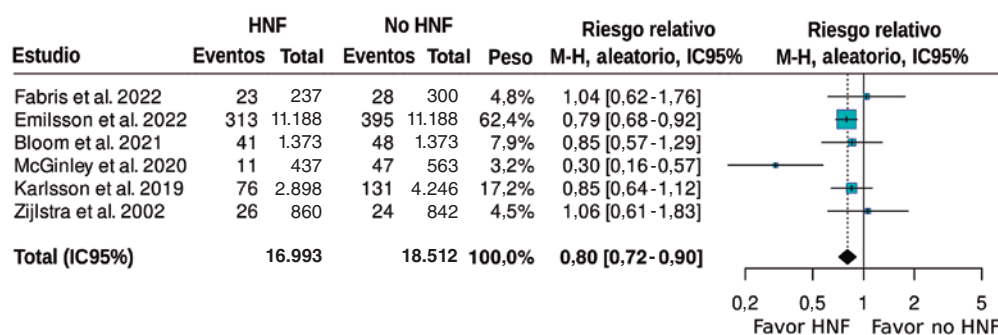 HNF No HNF Riesgo relativo Riesgo relativo
Estudio Eventos Total Eventos Total Peso M-H, aleatorio, IC95% M-H, aleatorio, IC95%
Fabris et al. 2022 23 237 28 300 4,8% 1,04 [0,62-1,76]
Emilsson et al. 2022 313 11.188 395 11.188 62,4% 0,79 [0,68-0,92]
Bloom et al. 2021 41 1.373 48 1.373 7,9% 0,85 [0,57-1,29]
McGinley et al. 2020 11 437 47 563 3,2% 0,30 [0,16-0,57]
Karlsson et al. 2019 76 2.898 131 4.246 17,2% 0,85 [0,64-1,12]
Zijlstra et al. 2002 26 860 24 842 4,5% 1,06 [0,61-1,83]
Total (IC95%) 16.993 18.512 100,0% 0,80 [0,72-0,90]
0,2 0,5 1 2 5
Favor HNF Favor no HNF